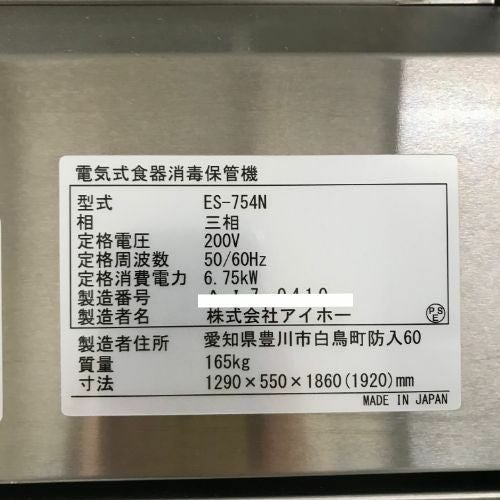 電気式食器消毒保管機
型式 ES-754N
相 三相
定格電圧 200V
定格周波数 50/60Hz
定格消費電力 6.75kW
製造番号
製造者名 株式会社アイホー
PSE
製造者住所 愛知県豊川市白鳥町防入60
質量 165kg
寸法 1290×550×1860(1920)mm
MADE IN JAPAN